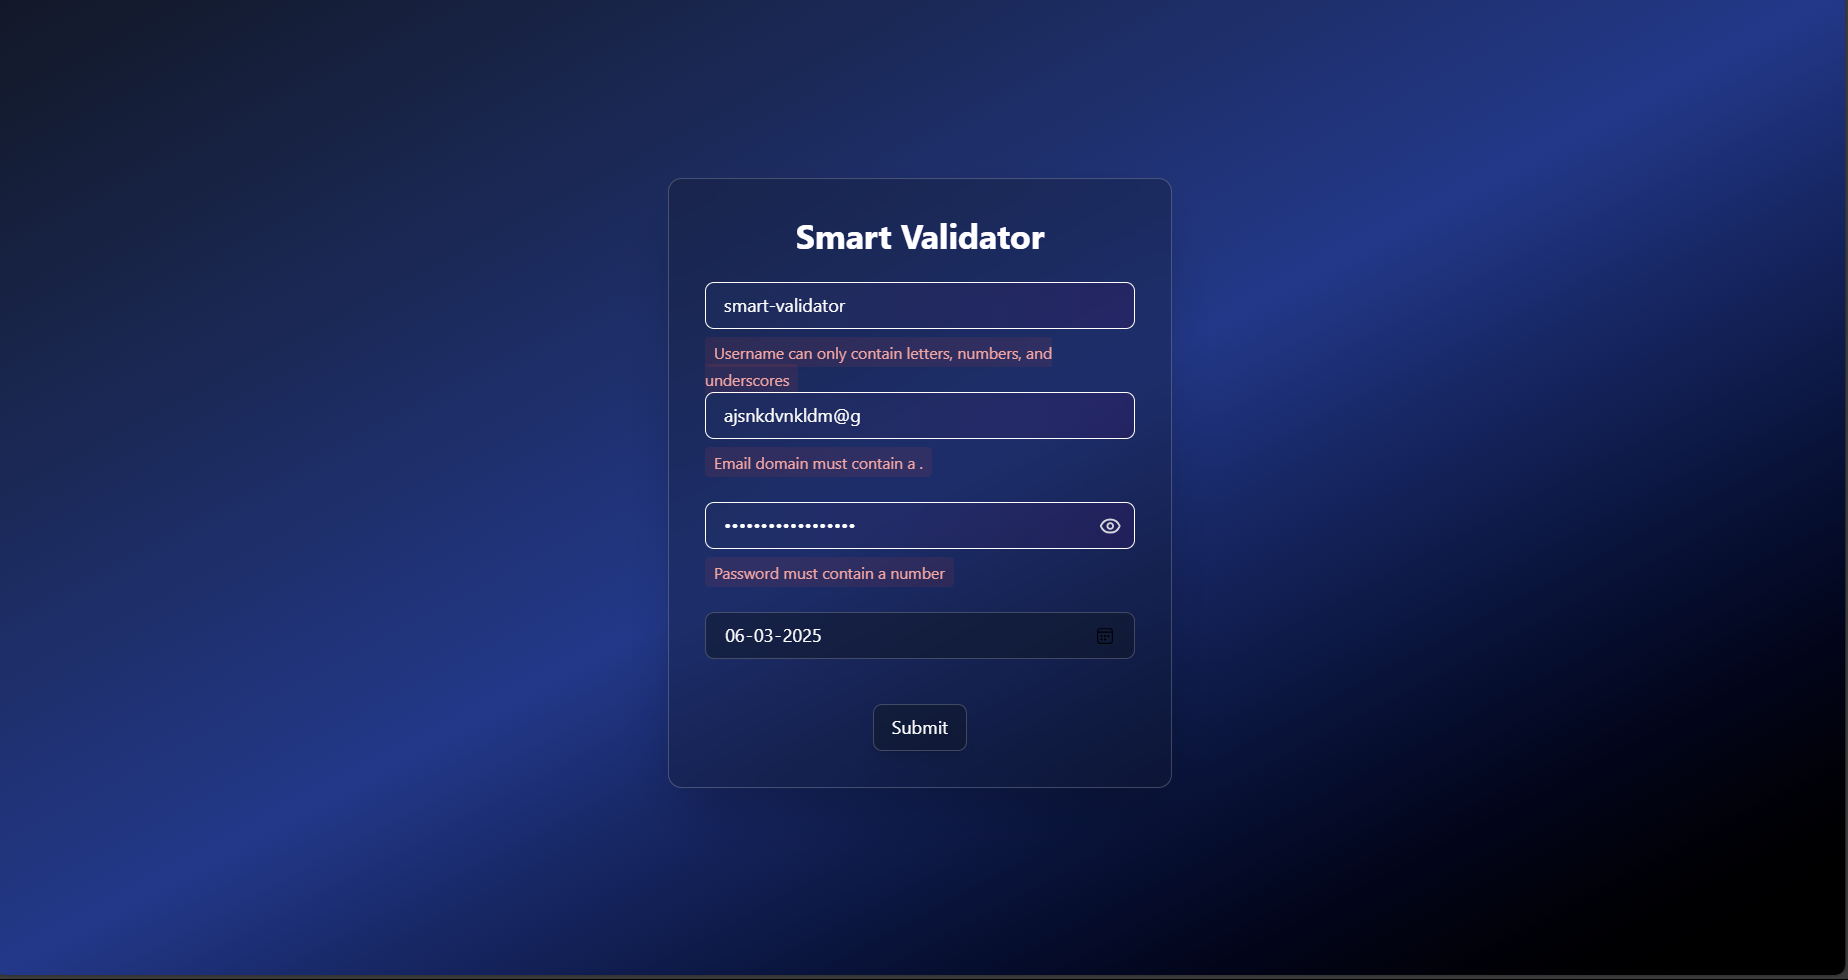 Smart Validator
smart-validator
Username can only contain letters, numbers, and
underscores
ajsnkdvnkldm@g
Email domain must contain a .
••••••••••••••••••
Password must contain a number
06-03-2025
Submit